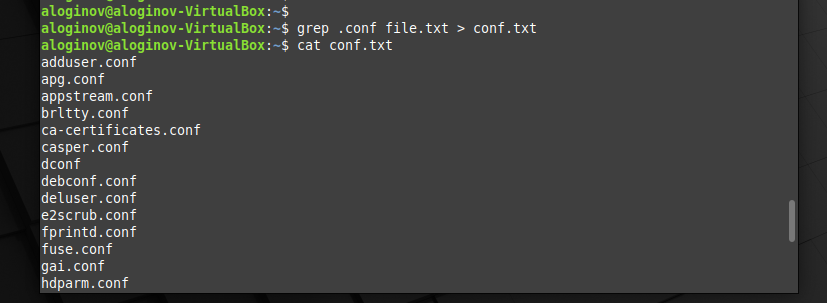 aloginov@aloginov-VirtualBox:~$
aloginov@aloginov-VirtualBox:~$ grep .conf file.txt > conf.txt
aloginov@aloginov-VirtualBox:~$ cat conf.txt
adduser.conf
apg.conf
appstream.conf
brltty.conf
ca-certificates.conf
casper.conf
dconf
debconf.conf
deluser.conf
e2scrub.conf
fprintd.conf
fuse.conf
gai.conf
hdparm.conf